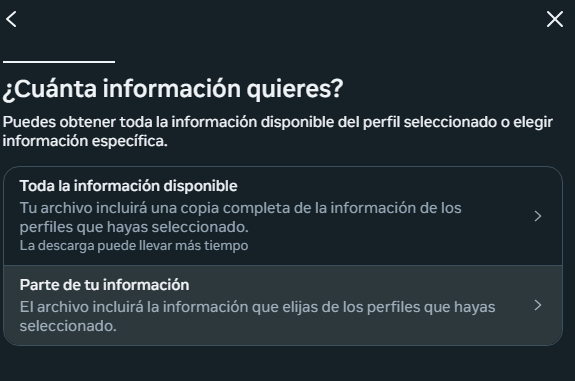 ¿Cuánta información quieres?
Puedes obtener toda la información disponible del perfil seleccionado o elegir
información específica.
Toda la información disponible
Tu archivo incluirá una copia completa de la información de los
perfiles que hayas seleccionado.
La descarga puede llevar más tiempo
Parte de tu información
El archivo incluirá la información que elijas de los perfiles que hayas
seleccionado.